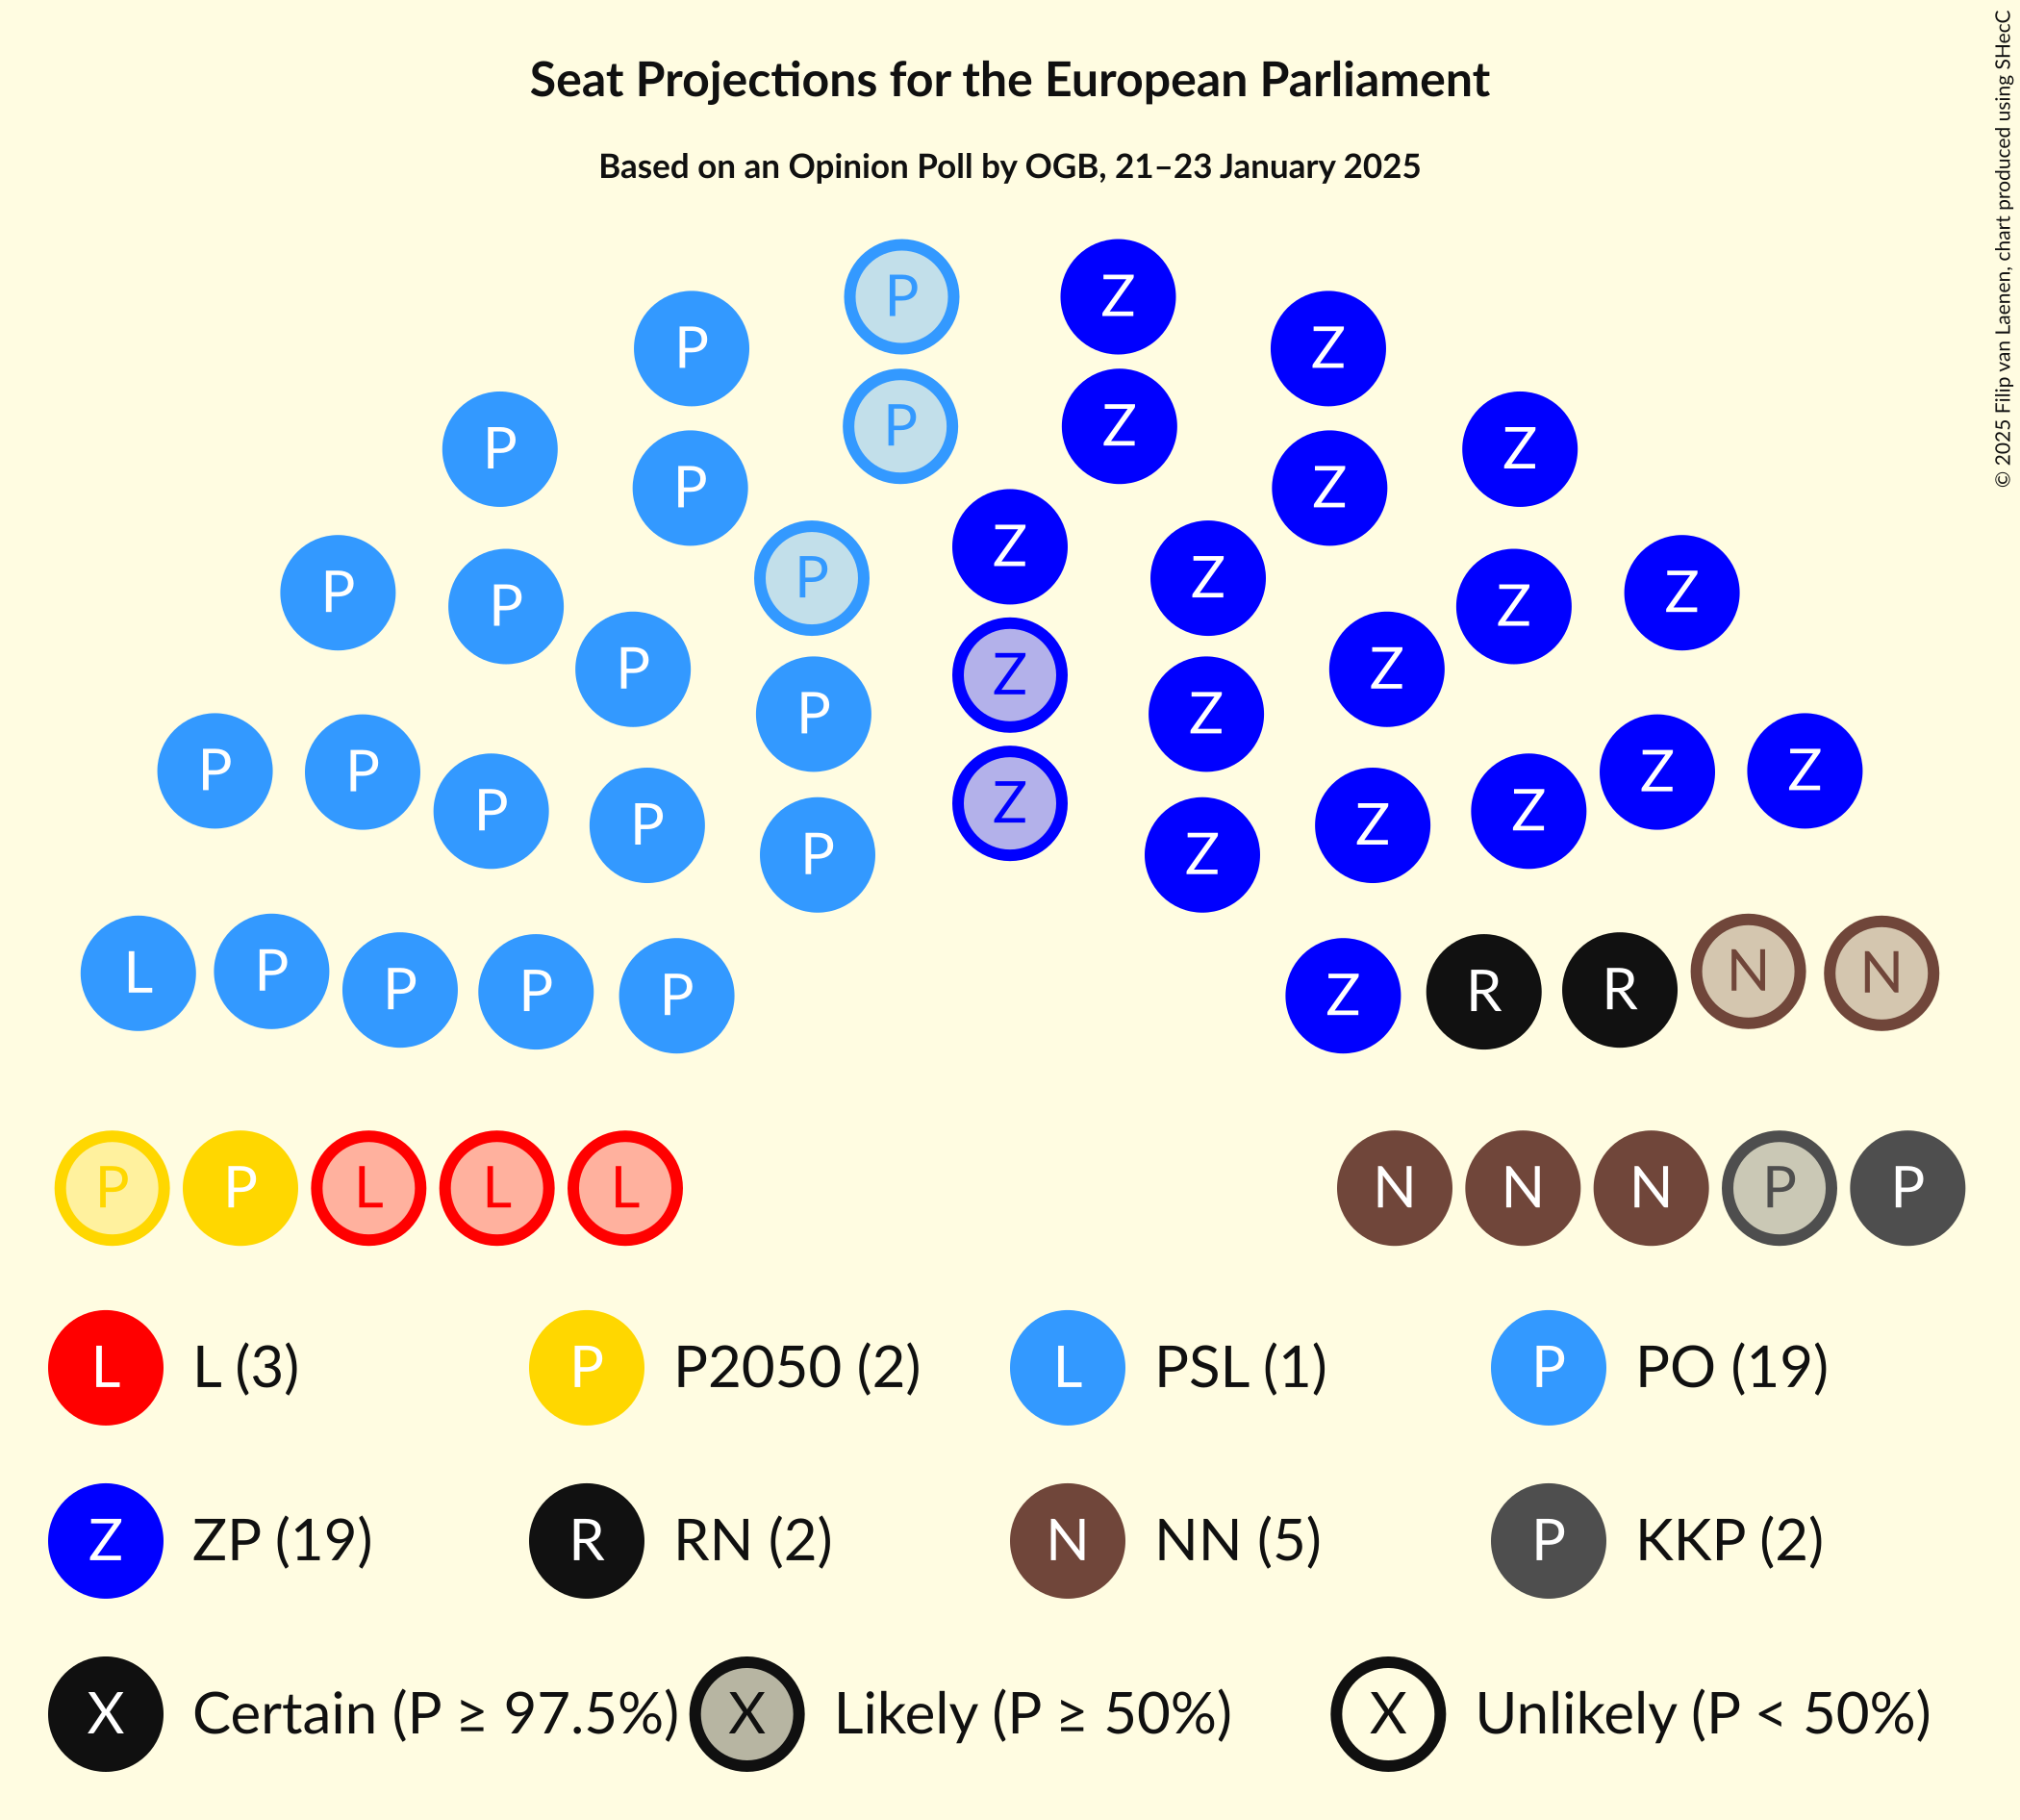 Seat Projections for the European Parliament
Based on an Opinion Poll by OGB, 21–23 January 2025
© 2025 Filip van Laenen, chart produced using SHecC
P Z
P Z
P Z
P Z
P Z
P Z
P Z
P Z
P P Z Z
Z
P Z
Z
P Z
P P Z Z
P Z
Z
P Z
P Z
L P P P P Z R R N N
P P L L L N N N P P
L L (3) P P2050 (2) L PSL (1) P PO (19)
Z ZP (19) R RN (2) N NN (5) P KKP (2)
X Certain (P ≥ 97.5%) X Likely (P ≥ 50%) X Unlikely (P < 50%)